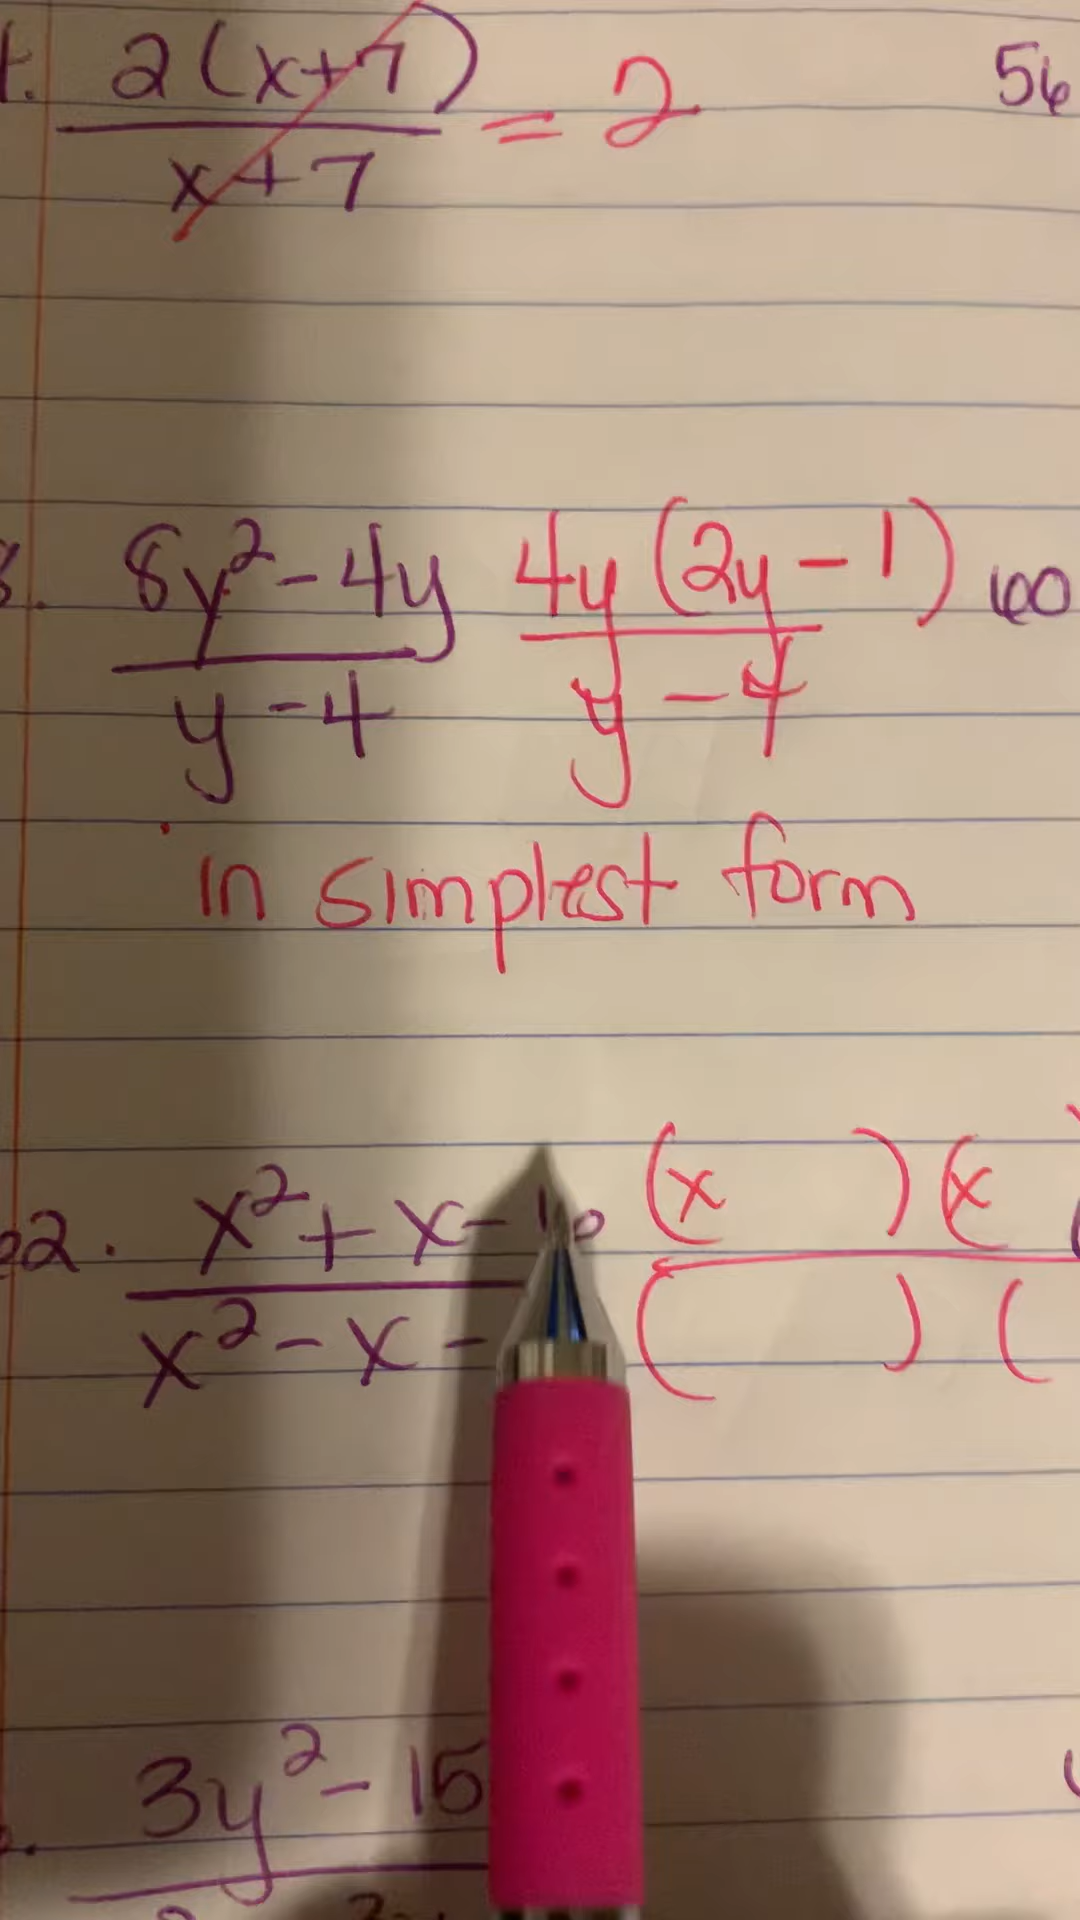 2(x+7)
x+7
= 2
56
8y²-4y
y-4
4y(2y-1)
y-4
60
in simplest form
22. x²+x-
x²-x-
(x  )(x
(  )(
3y²-15